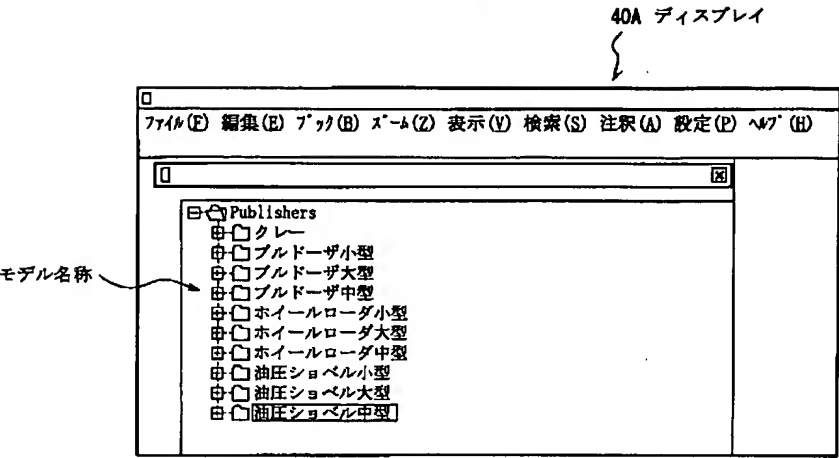 40A ディスプレイ
ファイル(F) 編集(E) ブック(B) ズーム(Z) 表示(V) 検索(S) 注釈(A) 設定(P) ヘルプ(H)
Publishers
クレー
ブルドーザ小型
ブルドーザ大型
モデル名称
ブルドーザ中型
ホイールローダ小型
ホイールローダ大型
ホイールローダ中型
油圧ショベル小型
油圧ショベル大型
油圧ショベル中型